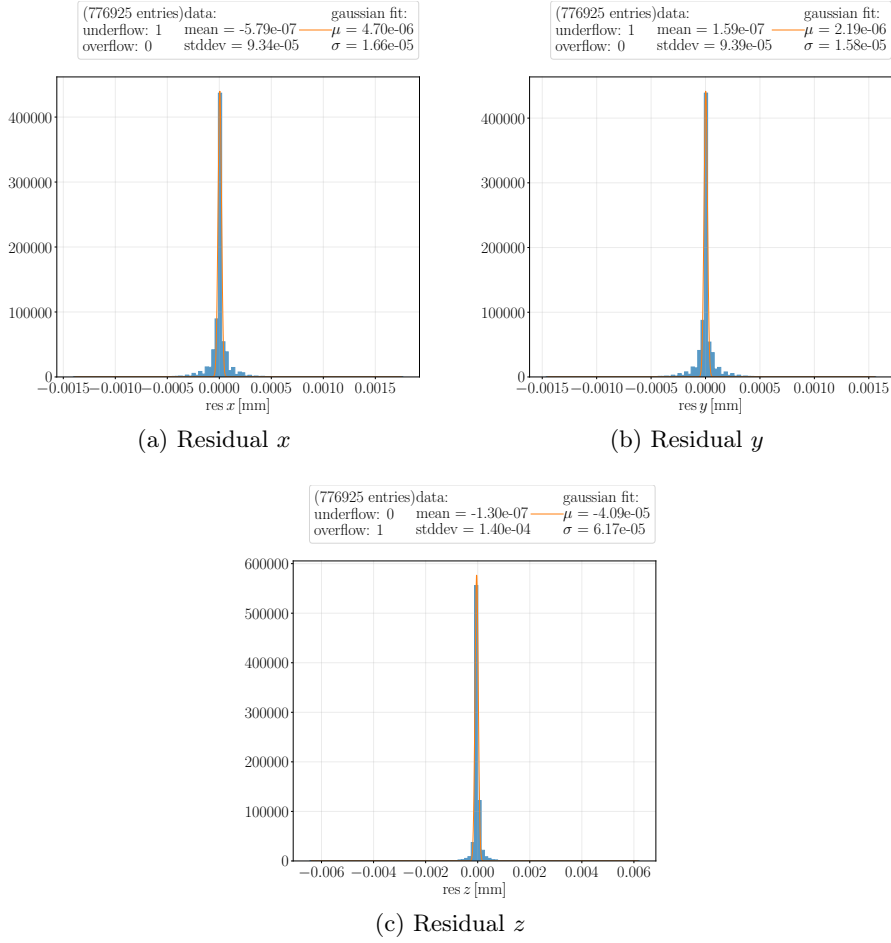 (776925 entries) data: gaussian fit:
underflow: 1 mean = -5.79e-07 μ = 4.70e-06
overflow: 0 stddev = 9.34e-05 σ = 1.66e-05
400000
300000
200000
100000
0
−0.0015 −0.0010 −0.0005 0.0000 0.0005 0.0010 0.0015
res x [mm]
(a) Residual x
(776925 entries) data: gaussian fit:
underflow: 1 mean = 1.59e-07 μ = 2.19e-06
overflow: 0 stddev = 9.39e-05 σ = 1.58e-05
400000
300000
200000
100000
0
−0.0015 −0.0010 −0.0005 0.0000 0.0005 0.0010 0.0015
res y [mm]
(b) Residual y
(776925 entries) data: gaussian fit:
underflow: 0 mean = -1.30e-07 μ = -4.09e-05
overflow: 1 stddev = 1.40e-04 σ = 6.17e-05
600000
500000
400000
300000
200000
100000
0
−0.006 −0.004 −0.002 0.000 0.002 0.004 0.006
res z [mm]
(c) Residual z